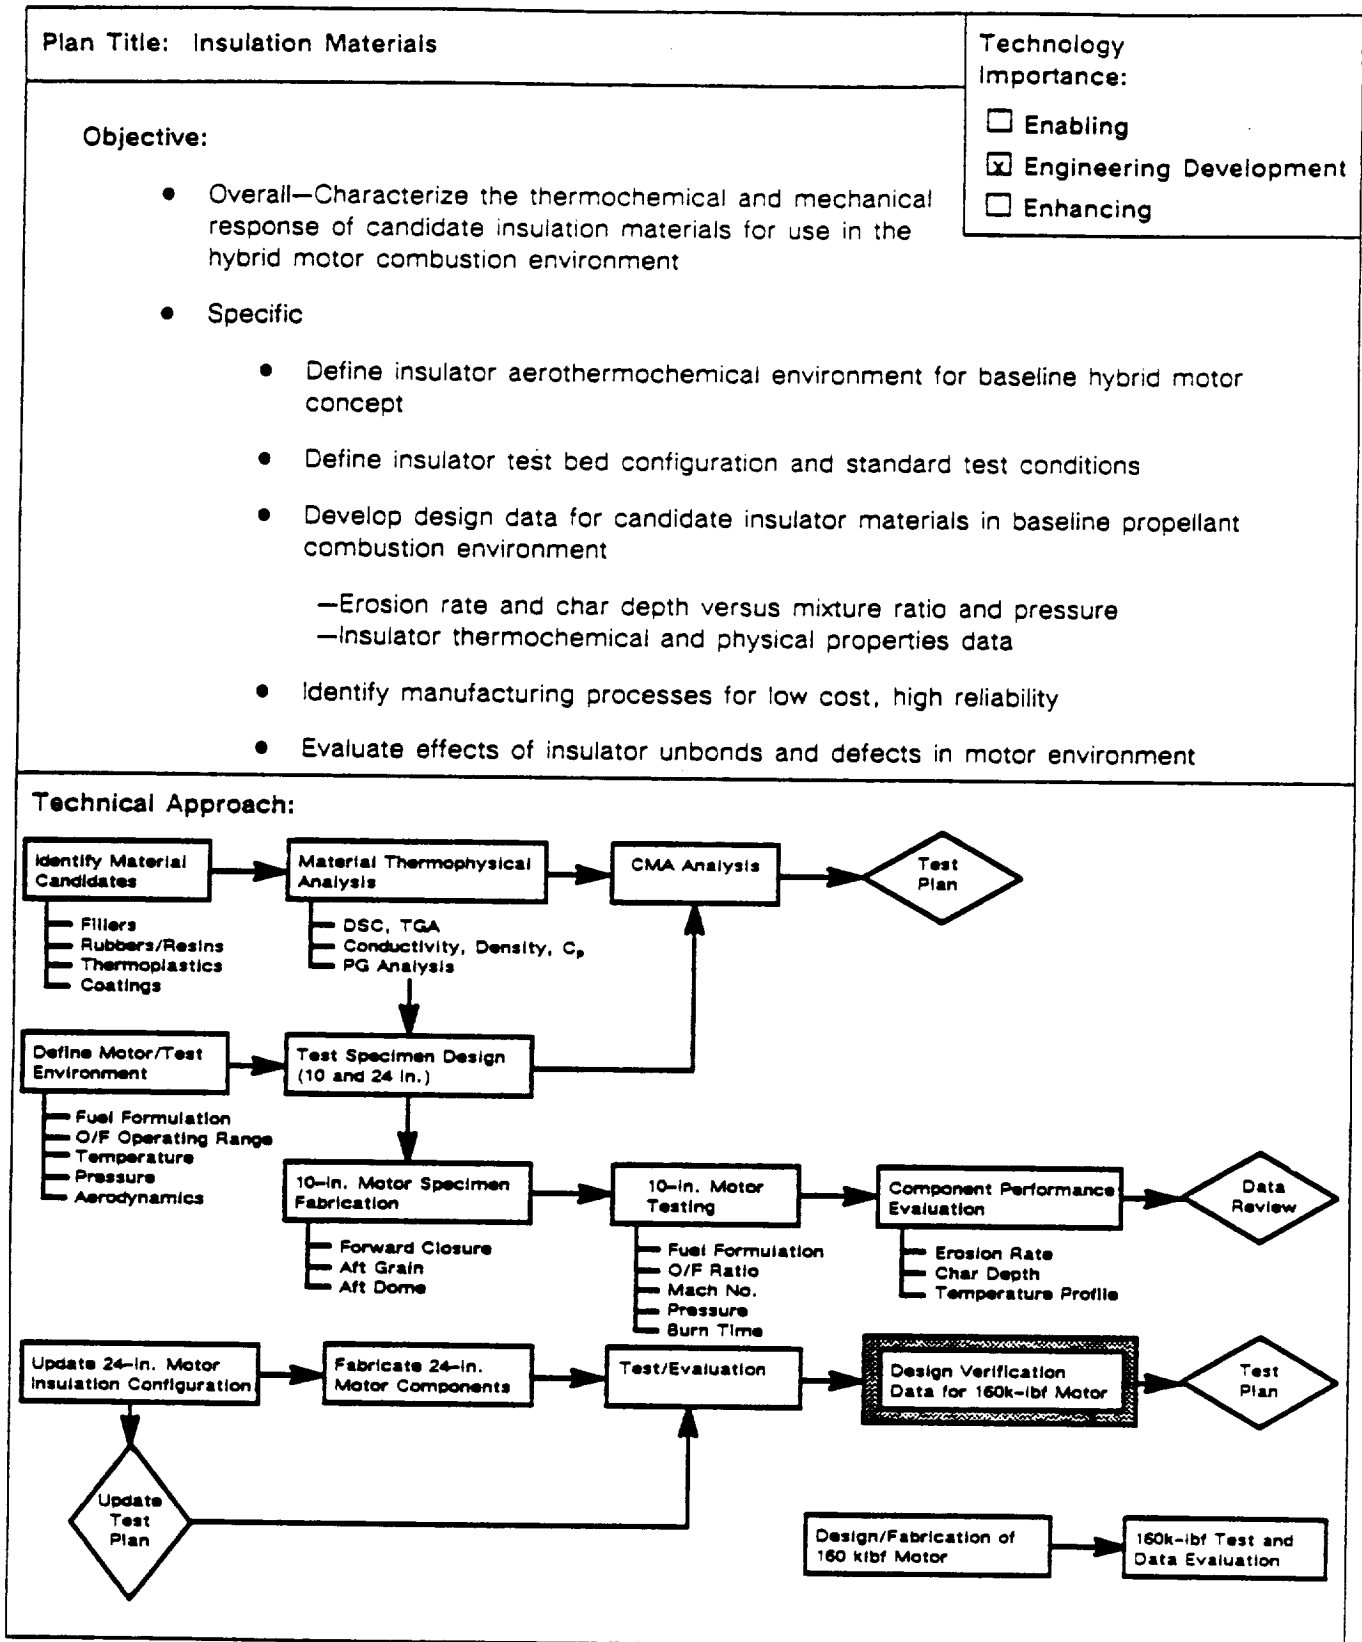 Plan Title: Insulation Materials
Technology
Importance:
☐ Enabling
☒ Engineering Development
☐ Enhancing
Objective:
● Overall—Characterize the thermochemical and mechanical
response of candidate insulation materials for use in the
hybrid motor combustion environment
● Specific
● Define insulator aerothermochemical environment for baseline hybrid motor
concept
● Define insulator test bed configuration and standard test conditions
● Develop design data for candidate insulator materials in baseline propellant
combustion environment
—Erosion rate and char depth versus mixture ratio and pressure
—Insulator thermochemical and physical properties data
● Identify manufacturing processes for low cost, high reliability
● Evaluate effects of insulator unbonds and defects in motor environment
Technical Approach:
Identify Material
Candidates
Fillers
Rubbers/Resins
Thermoplastics
Coatings
Material Thermophysical
Analysis
DSC, TGA
Conductivity, Density, Cp
PG Analysis
CMA Analysis
Test
Plan
Define Motor/Test
Environment
Fuel Formulation
O/F Operating Range
Temperature
Pressure
Aerodynamics
Test Specimen Design
(10 and 24 in.)
10-in. Motor Specimen
Fabrication
Forward Closure
Aft Grain
Aft Dome
10-in. Motor
Testing
Fuel Formulation
O/F Ratio
Mach No.
Pressure
Burn Time
Component Performance
Evaluation
Erosion Rate
Char Depth
Temperature Profile
Data
Review
Update 24-in. Motor
Insulation Configuration
Fabricate 24-in.
Motor Components
Test/Evaluation
Design Verification
Data for 160k-lbf Motor
Test
Plan
Update
Test
Plan
Design/Fabrication of
160 klbf Motor
160k-lbf Test and
Data Evaluation